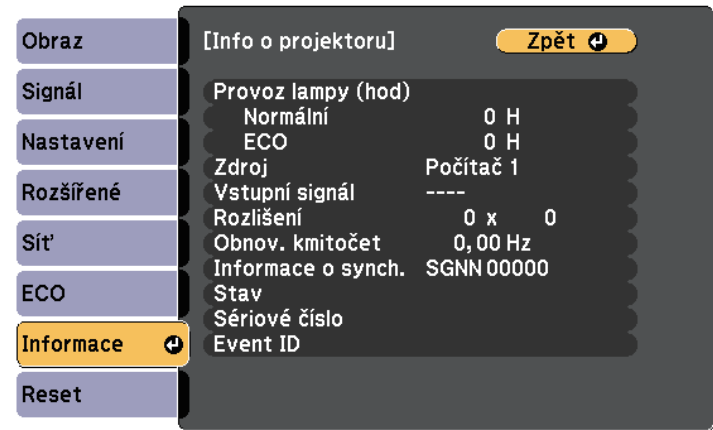 Obraz
Signál
Nastavení
Rozšířené
Síť
ECO
Informace
Reset
[Info o projektoru]
Zpět
Provoz lampy (hod)
Normální 0 H
ECO 0 H
Zdroj Počítač 1
Vstupní signál ----
Rozlišení 0 x 0
Obnov. kmitočet 0,00 Hz
Informace o synch. SGNN 00000
Stav
Sériové číslo
Event ID